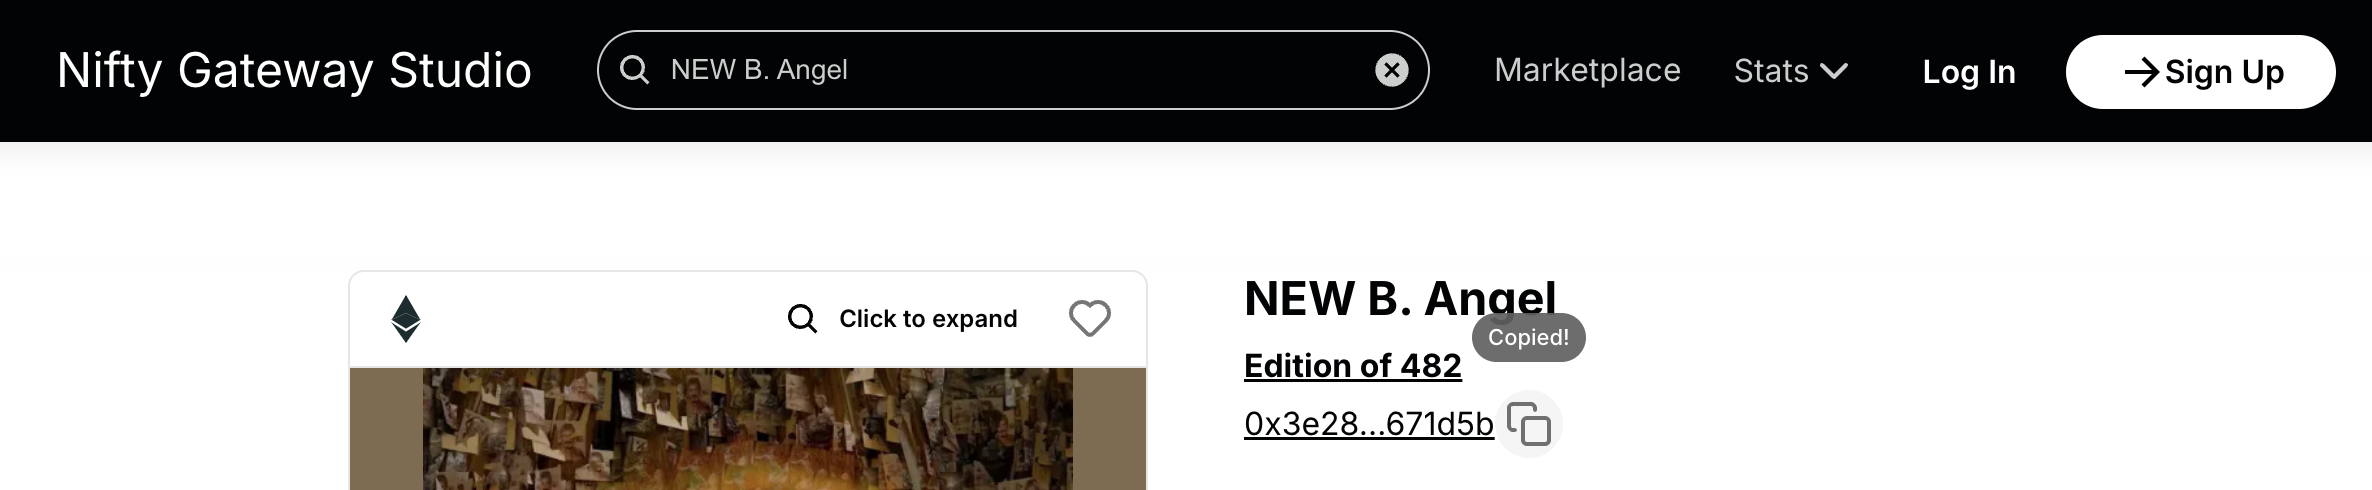 Nifty Gateway Studio
NEW B. Angel
Marketplace
Stats
Log In
Sign Up
Click to expand
NEW B. Angel
Copied!
Edition of 482
0x3e28...671d5b